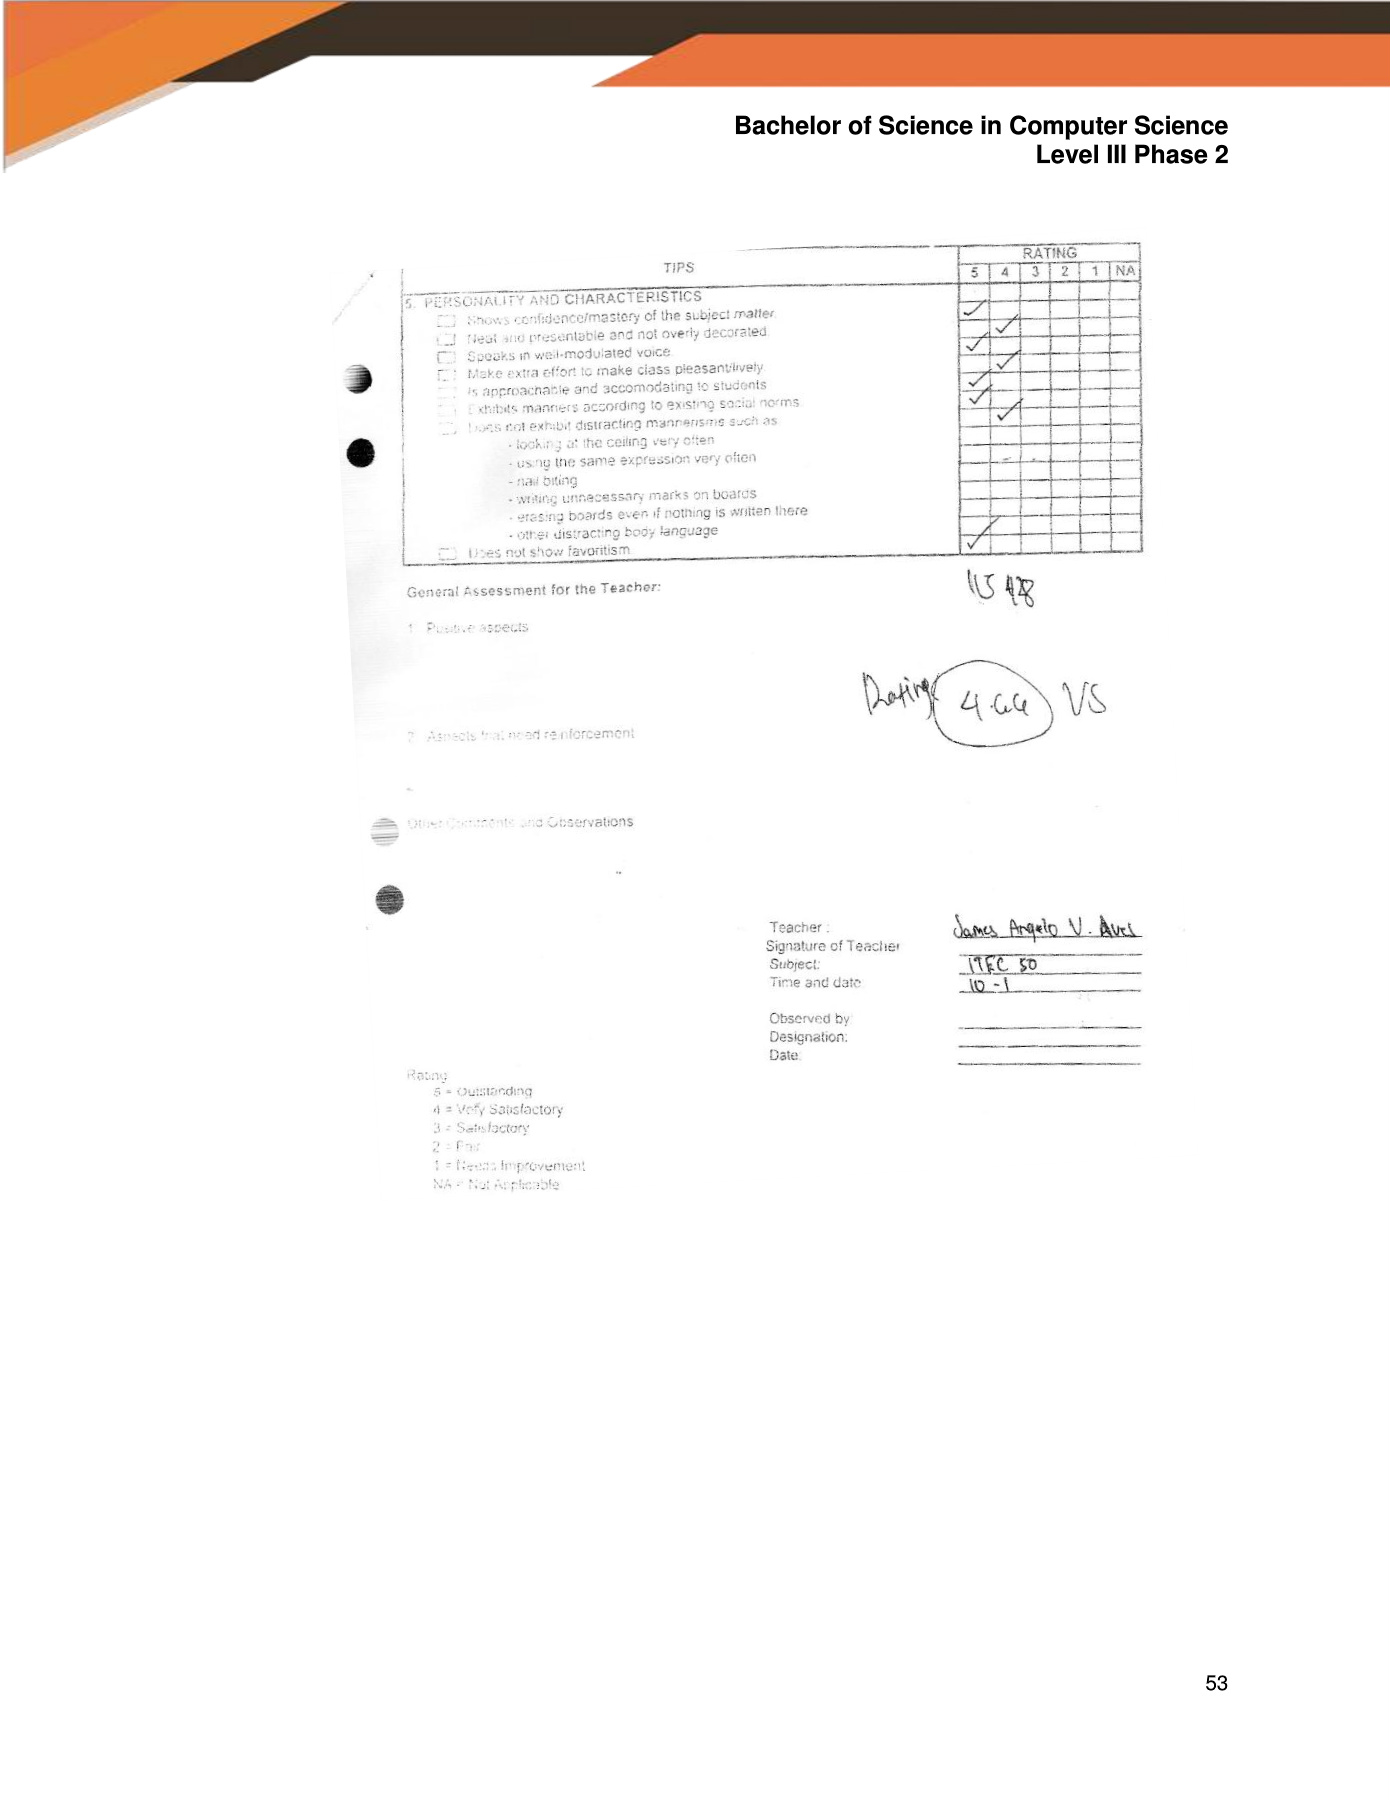 Bachelor of Science in Computer Science
Level III Phase 2
TIPS
RATING
5 4 3 2 1 NA
5. PERSONALITY AND CHARACTERISTICS
Shows confidence/mastery of the subject matter
Neat and presentable and not overly decorated
Speaks in well-modulated voice
Make extra effort to make class pleasant/lively
Is approachable and accomodating to students
Exhibits manners according to existing social norms
Does not exhibit distracting mannerisms such as
- looking at the ceiling very often
- using the same expression very often
- nail biting
- writing unnecessary marks on boards
- erasing boards even if nothing is written there
- other distracting body language
Does not show favoritism
General Assessment for the Teacher:
1. Positive aspects
Rating: 4.66 VS
2. Aspects that need reinforcement
Other Comments and Observations
Teacher : James Angelo V. Aves
Signature of Teacher
Subject: ITEC 50
Time and date 10-1
Observed by
Designation:
Date:
Rating
5 = Outstanding
4 = Very Satisfactory
3 = Satisfactory
2 = Fair
1 = Needs Improvement
NA = Not Applicable
53